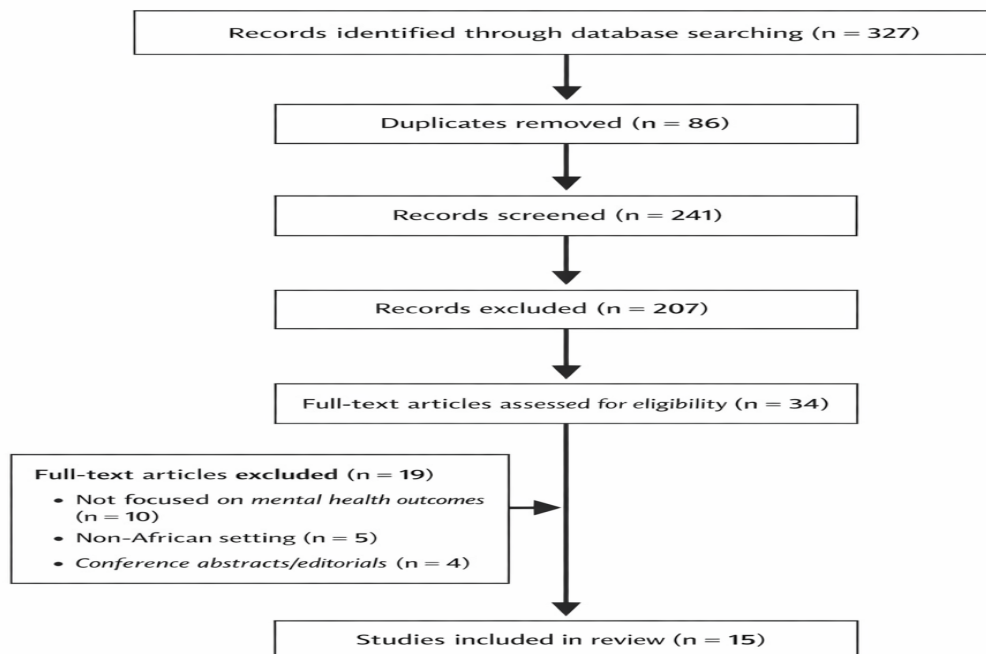 Records identified through database searching (n = 327)
Duplicates removed (n = 86)
Records screened (n = 241)
Records excluded (n = 207)
Full-text articles assessed for eligibility (n = 34)
Full-text articles excluded (n = 19)
• Not focused on mental health outcomes
(n = 10)
• Non-African setting (n = 5)
• Conference abstracts/editorials (n = 4)
Studies included in review (n = 15)